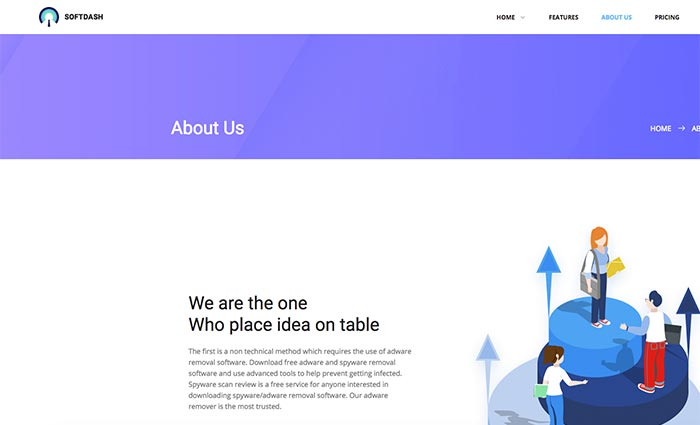 SOFTDASH
HOME FEATURES ABOUT US PRICING
About Us
HOME → AB
We are the one
Who place idea on table
The first is a non technical method which requires the use of adware
removal software. Download free adware and spyware removal
software and use advanced tools to help prevent getting infected.
Spyware scan review is a free service for anyone interested in
downloading spyware/adware removal software. Our adware
remover is the most trusted.